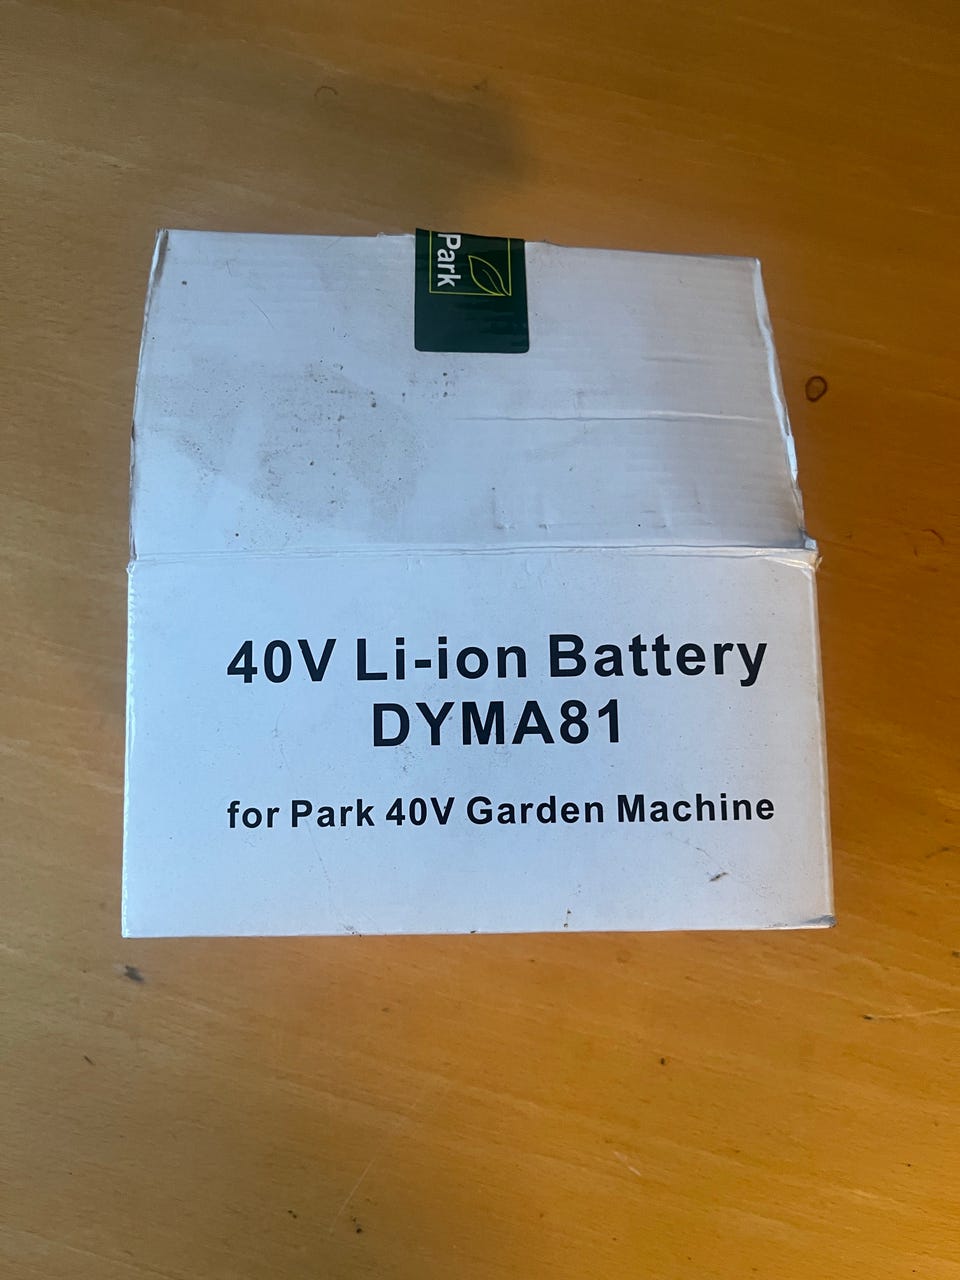 Park
40V Li-ion Battery
DYMA81
for Park 40V Garden Machine